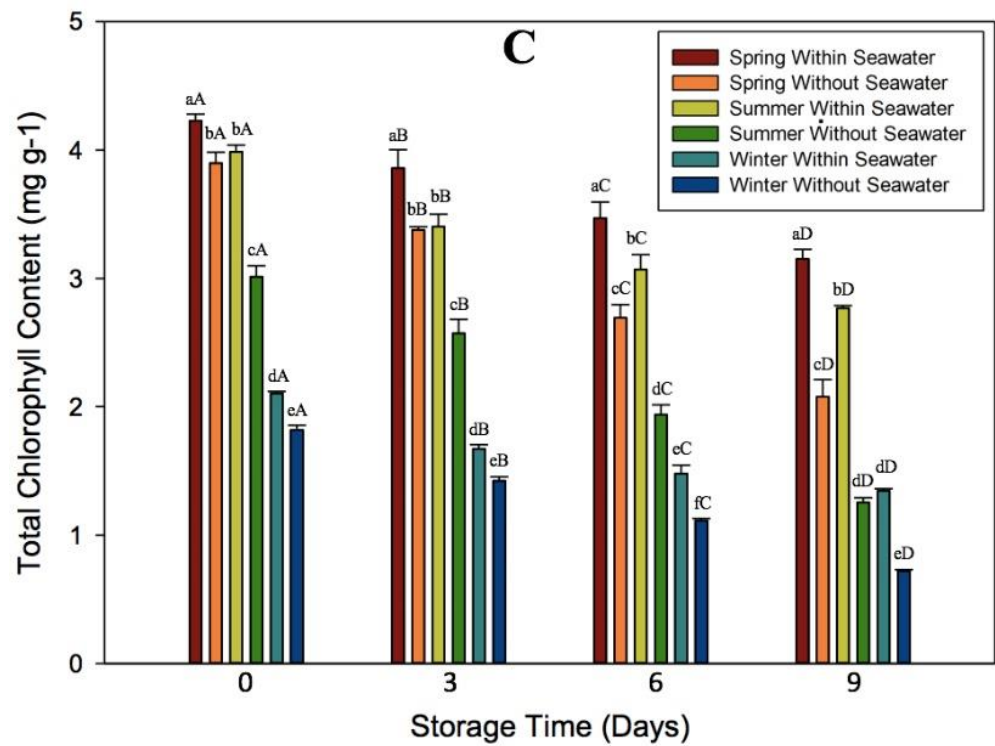 C
Spring Within Seawater
Spring Without Seawater
Summer Within Seawater
Summer Without Seawater
Winter Within Seawater
Winter Without Seawater
Total Chlorophyll Content (mg g-1)
5
4
3
2
1
0
aA
bA
bA
cA
dA
eA
aB
bB
bB
cB
dB
eB
aC
cC
bC
dC
eC
fC
aD
cD
bD
dD
dD
eD
0 3 6 9
Storage Time (Days)